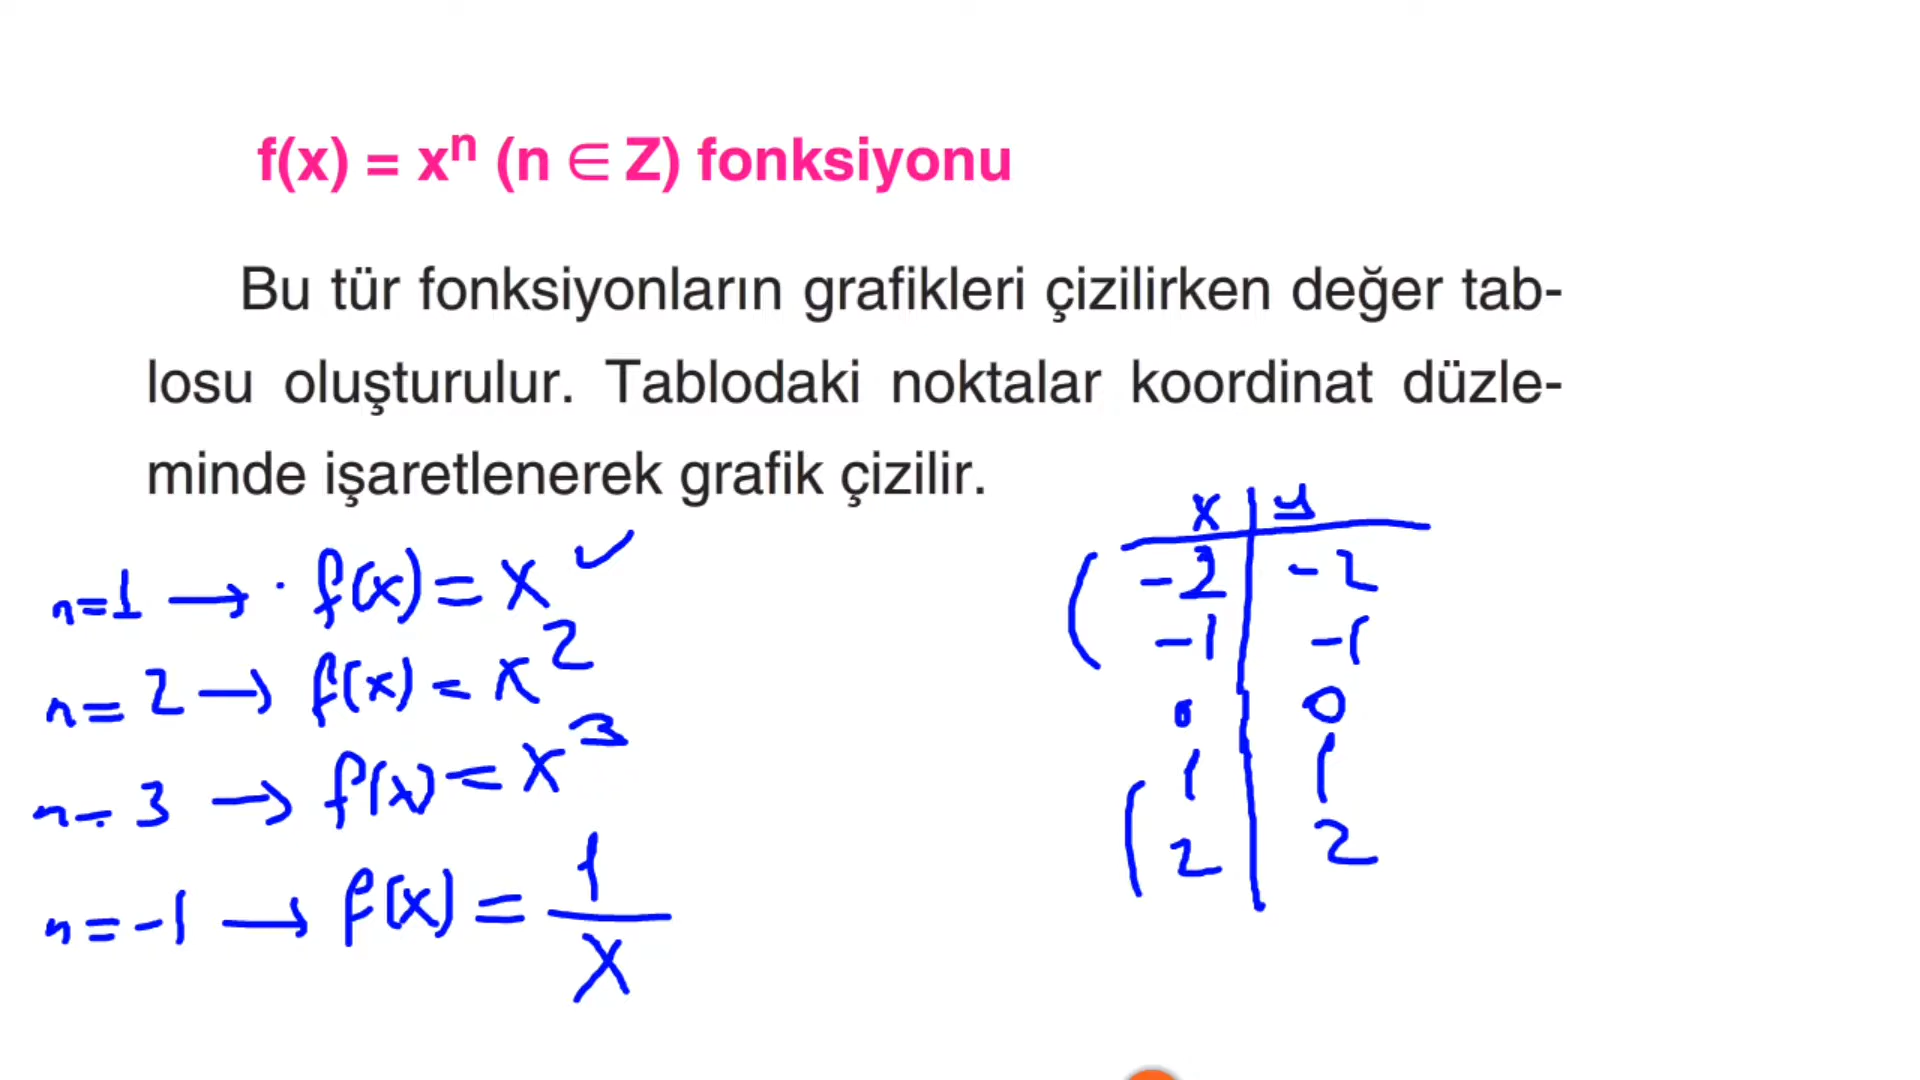 f(x) = xⁿ (n ∈ Z) fonksiyonu
Bu tür fonksiyonların grafikleri çizilirken değer tab-
losu oluşturulur. Tablodaki noktalar koordinat düzle-
minde işaretlenerek grafik çizilir.
n=1 → · f(x) = x ✓
n=2 → f(x) = x²
n=3 → f(x) = x³
n=-1 → f(x) = 1/x
x | y
-2 | -2
-1 | -1
0 | 0
1 | 1
2 | 2